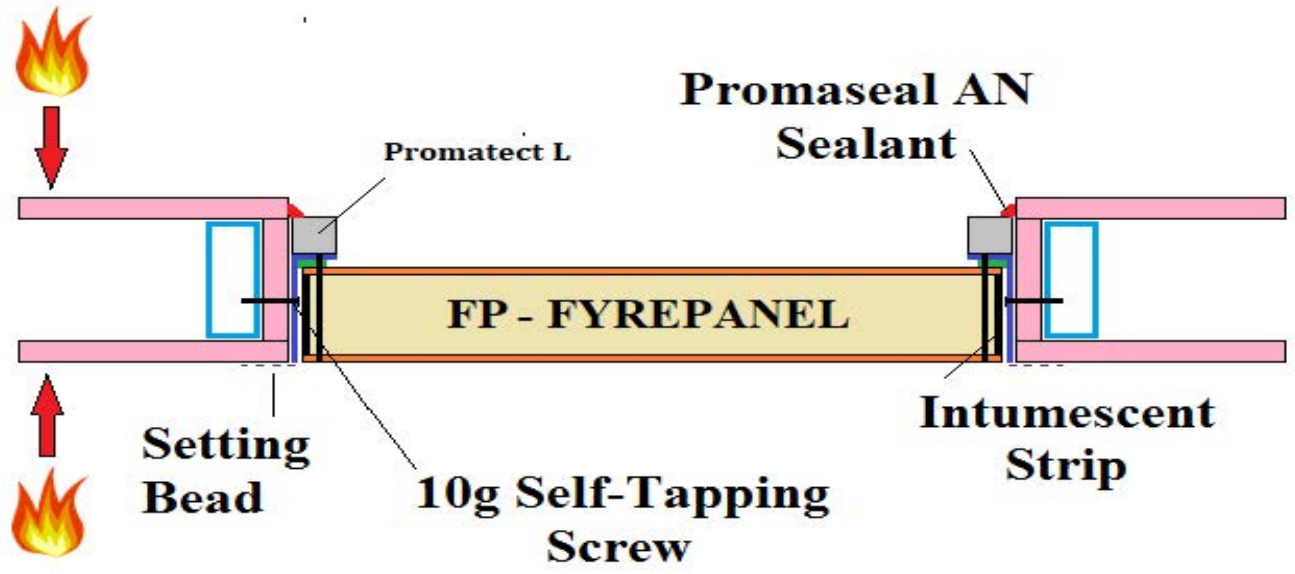 Promaseal AN
Sealant
Promatect L
FP - FYREPANEL
Setting
Bead
10g Self-Tapping
Screw
Intumescent
Strip